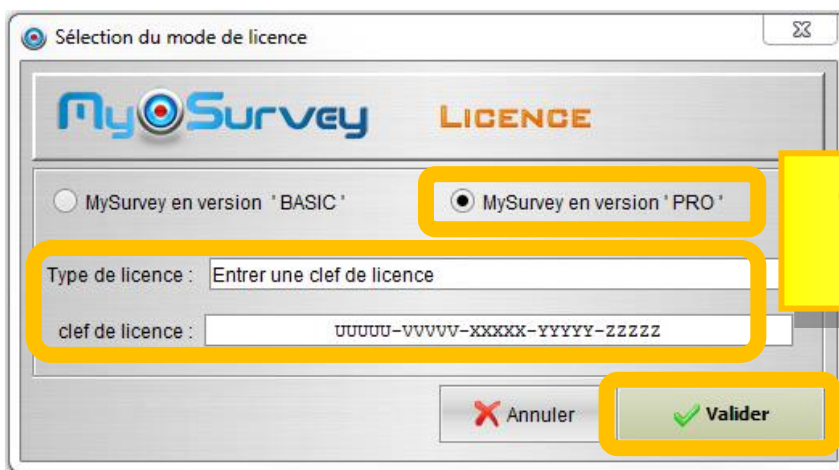 Sélection du mode de licence
MySurvey LICENCE
MySurvey en version ' BASIC ' MySurvey en version ' PRO '
Type de licence : Entrer une clef de licence
clef de licence : UUUUU-VVVVV-XXXXX-YYYYY-ZZZZZ
Annuler Valider